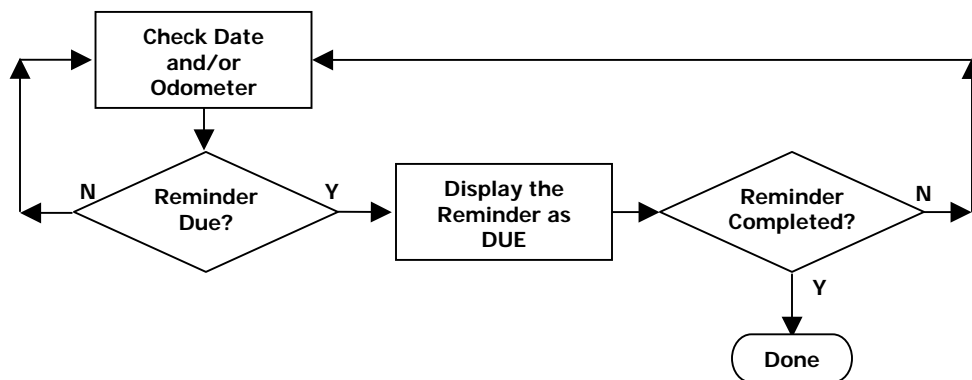 Check Date
and/or
Odometer
N
Reminder
Due?
Y
Display the
Reminder as
DUE
Reminder
Completed?
N
Y
Done